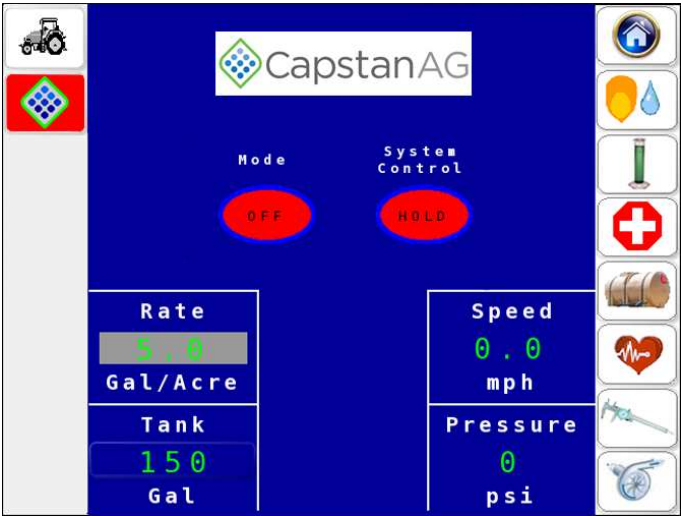 CapstanAG
Mode
System
Control
OFF
HOLD
Rate
5.0
Gal/Acre
Speed
0.0
mph
Tank
150
Gal
Pressure
0
psi